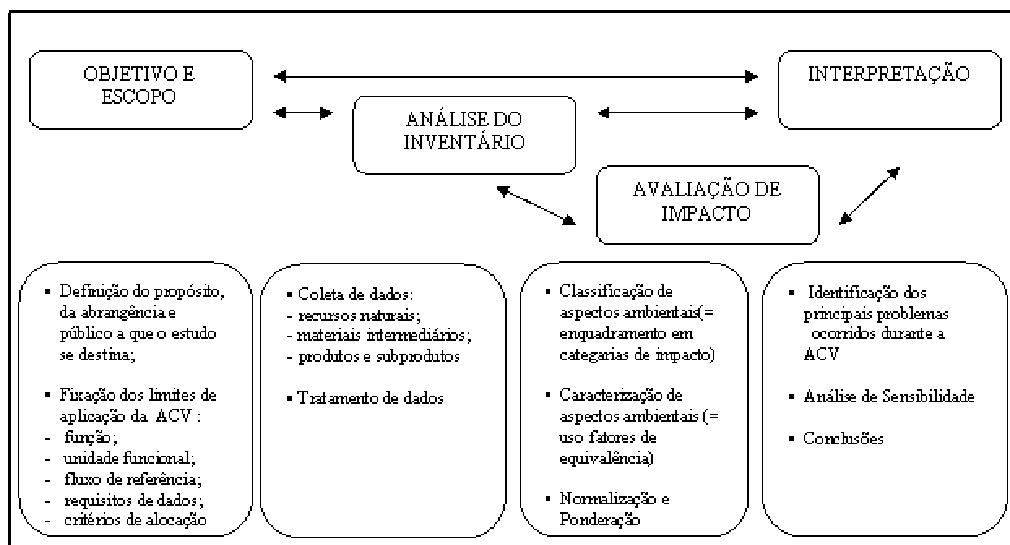 OBJETIVO E
ESCOPO
INTERPRETAÇÃO
ANÁLISE DO
INVENTÁRIO
AVALIAÇÃO DE
IMPACTO
▪ Definição do propósito,
da abrangência e
público a que o estudo
se destina;
▪ Fixação dos limites de
aplicação da ACV :
- função;
- unidade funcional;
- fluxo de referência;
- requisitos de dados;
- critérios de alocação
▪ Coleta de dados:
- recursos naturais;
- materiais intermediários;
- produtos e subprodutos
▪ Tratamento de dados
▪ Classificação de
aspectos ambientais(=
enquadramento em
categarias de impacto)
▪ Caracterização de
aspectos ambientais (=
uso fatores de
equivalência)
▪ Normalização e
Ponderação
▪ Identificação dos
principais problemas
ocorridos durante a
ACV
▪ Análise de Sensibilidade
▪ Conclusões